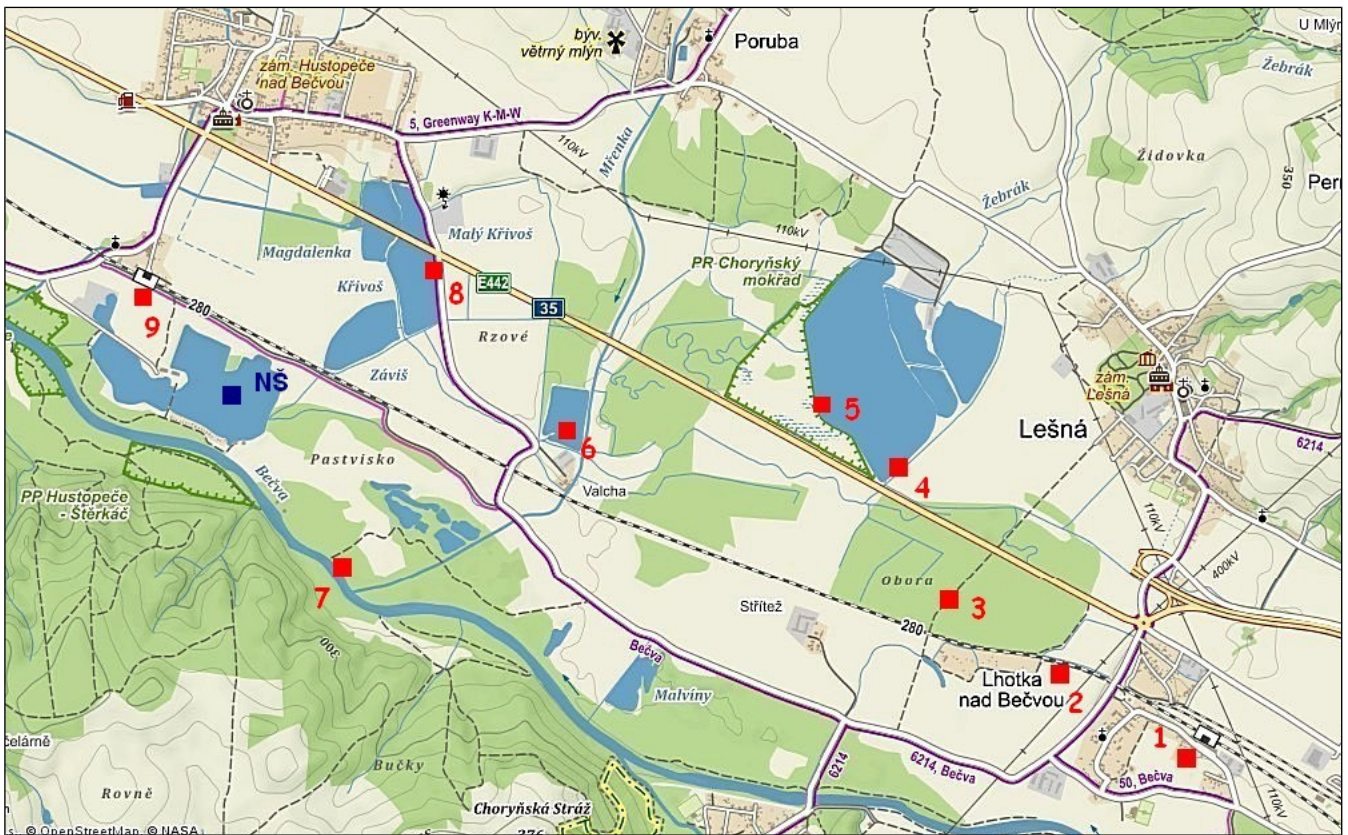 býv.
větrný mlýn
Poruba
U Mlýn
zám. Hustopeče
nad Bečvou
Žebrák
5, Greenway K-M-W
110kV
Mřenka
Židovka
350
Žebrák
Malý Křivoš
110kV
Magdalenka
PR Choryňský
mokřad
Křivoš
8
E442
280
9
35
Rzové
Záviš
NŠ
zám.
Lešná
5
Lešná
6214
6
Pastvisko
Bečva
4
Valcha
PP Hustopeče
- Štěrkáč
110kV
400kV
7
Obora
3
Střítež
280
300
Bečva
Lhotka
nad Bečvou
2
Malvíny
1
Bučky
6214
6214, Bečva
50, Bečva
Rovně
Choryňská Stráž
376
110kV
© OpenStreetMap, © NASA